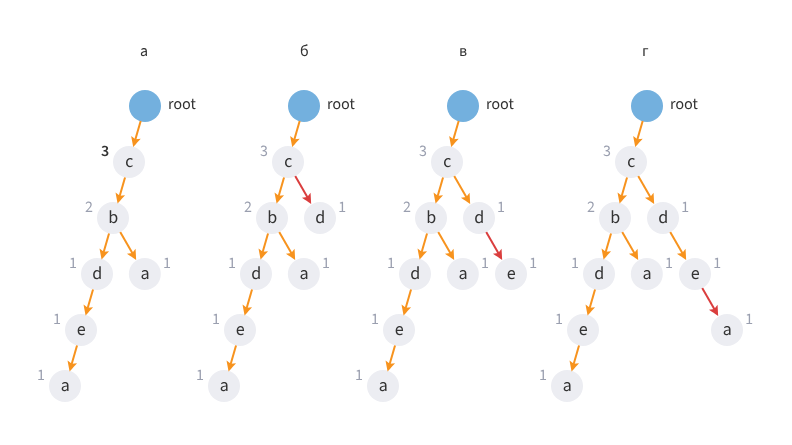 а б в г
root root root root
3 c 3 c 3 c 3 c
2 b 2 b d 1 2 b d 1 2 b d 1
1 d a 1 1 d a 1 1 d a 1 e 1 1 d a 1 e 1
1 e 1 e 1 e 1 e a 1
1 a 1 a 1 a 1 a